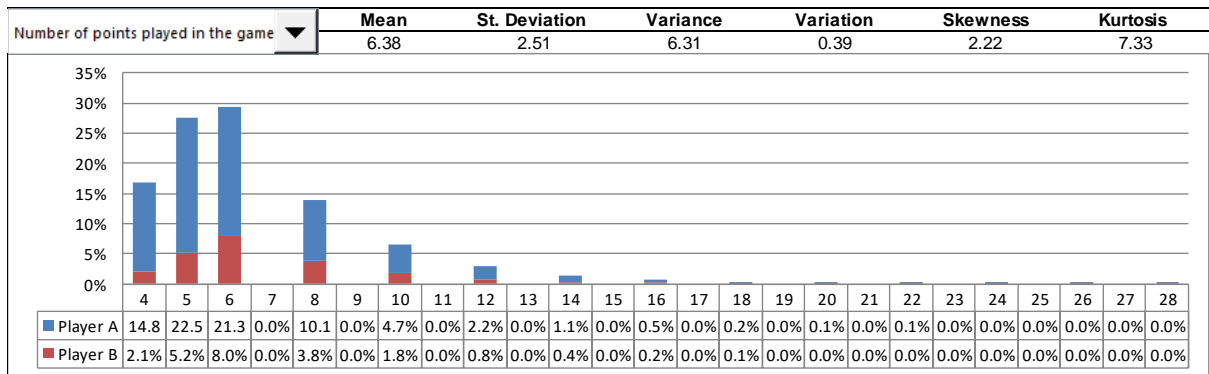 Number of points played in the game
Mean St. Deviation Variance Variation Skewness Kurtosis
6.38 2.51 6.31 0.39 2.22 7.33
35%
30%
25%
20%
15%
10%
5%
0%
4 5 6 7 8 9 10 11 12 13 14 15 16 17 18 19 20 21 22 23 24 25 26 27 28
Player A 14.8 22.5 21.3 0.0% 10.1 0.0% 4.7% 0.0% 2.2% 0.0% 1.1% 0.0% 0.5% 0.0% 0.2% 0.0% 0.1% 0.0% 0.1% 0.0% 0.0% 0.0% 0.0% 0.0% 0.0%
Player B 2.1% 5.2% 8.0% 0.0% 3.8% 0.0% 1.8% 0.0% 0.8% 0.0% 0.4% 0.0% 0.2% 0.0% 0.1% 0.0% 0.0% 0.0% 0.0% 0.0% 0.0% 0.0% 0.0% 0.0% 0.0%